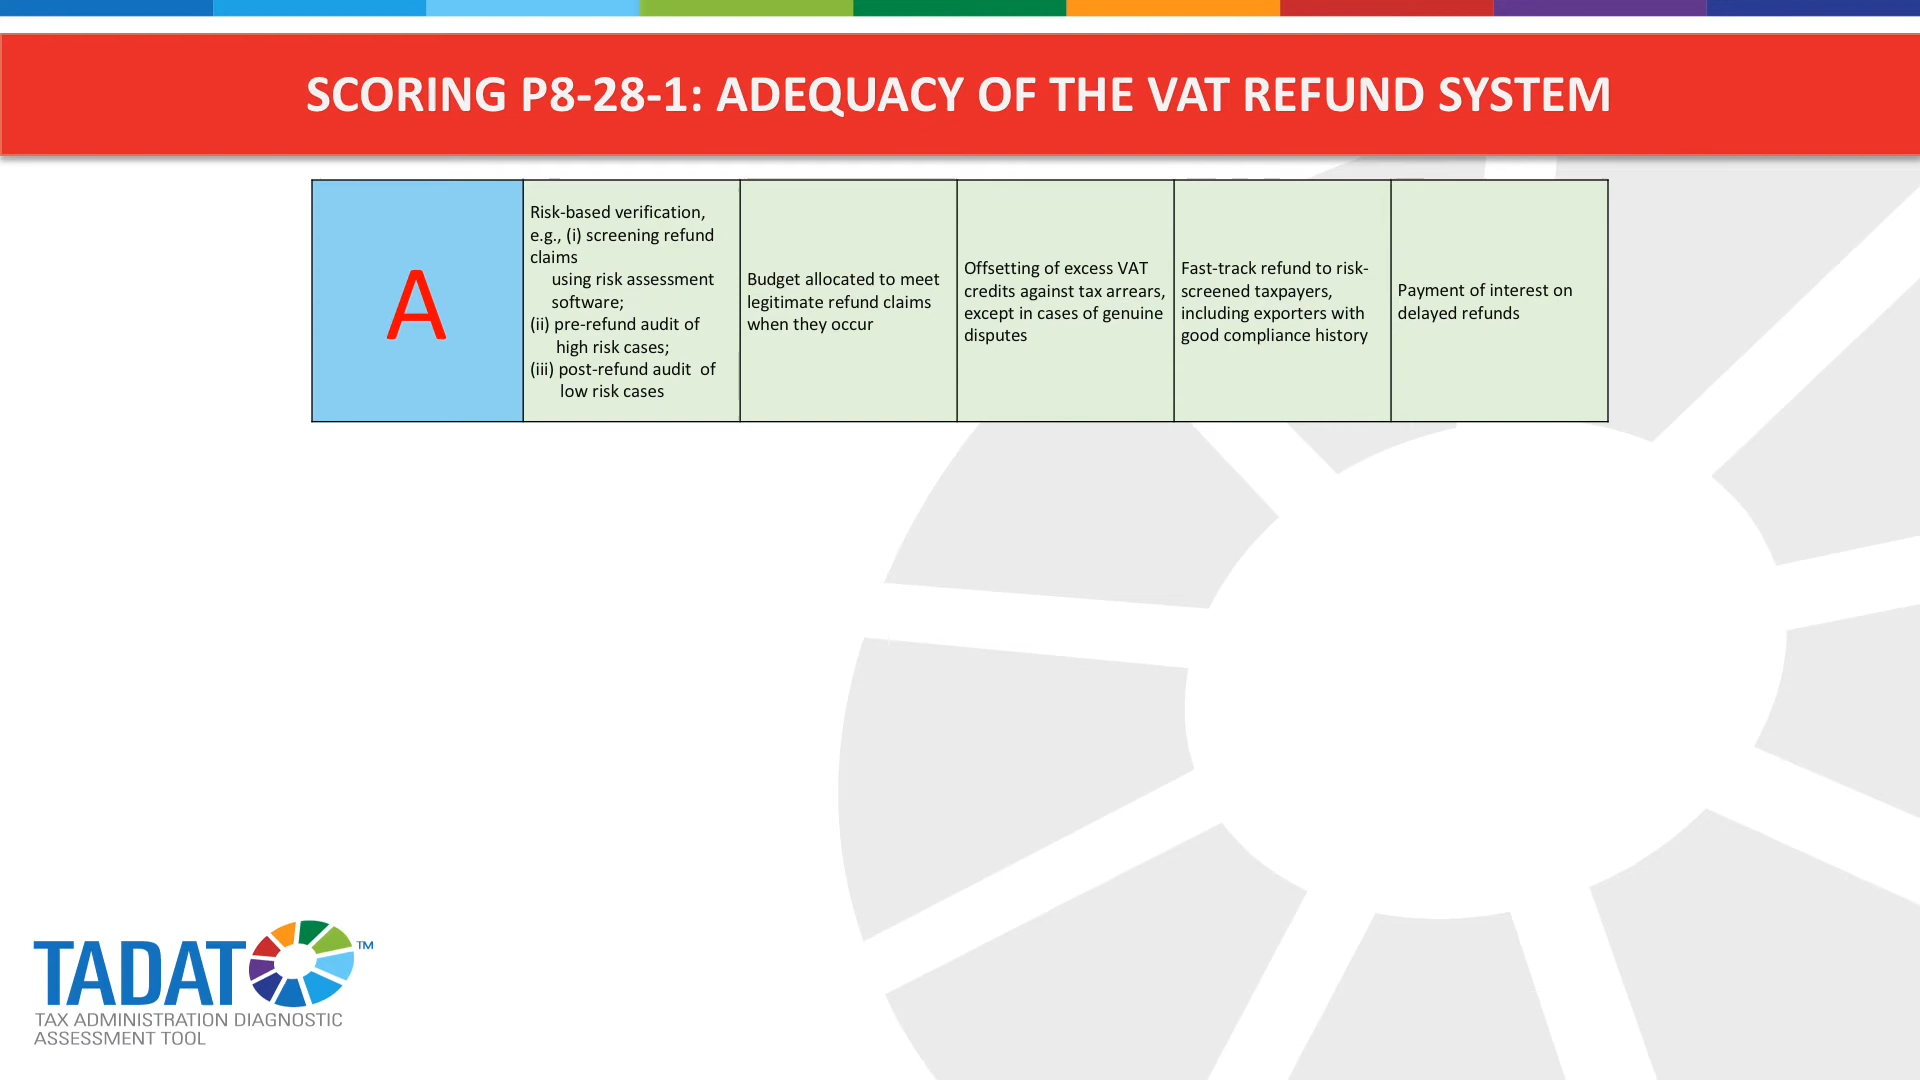 SCORING P8-28-1: ADEQUACY OF THE VAT REFUND SYSTEM
A
Risk-based verification,
e.g., (i) screening refund
claims
using risk assessment
software;
(ii) pre-refund audit of
high risk cases;
(iii) post-refund audit of
low risk cases
Budget allocated to meet
legitimate refund claims
when they occur
Offsetting of excess VAT
credits against tax arrears,
except in cases of genuine
disputes
Fast-track refund to risk-
screened taxpayers,
including exporters with
good compliance history
Payment of interest on
delayed refunds
TADAT TM
TAX ADMINISTRATION DIAGNOSTIC
ASSESSMENT TOOL